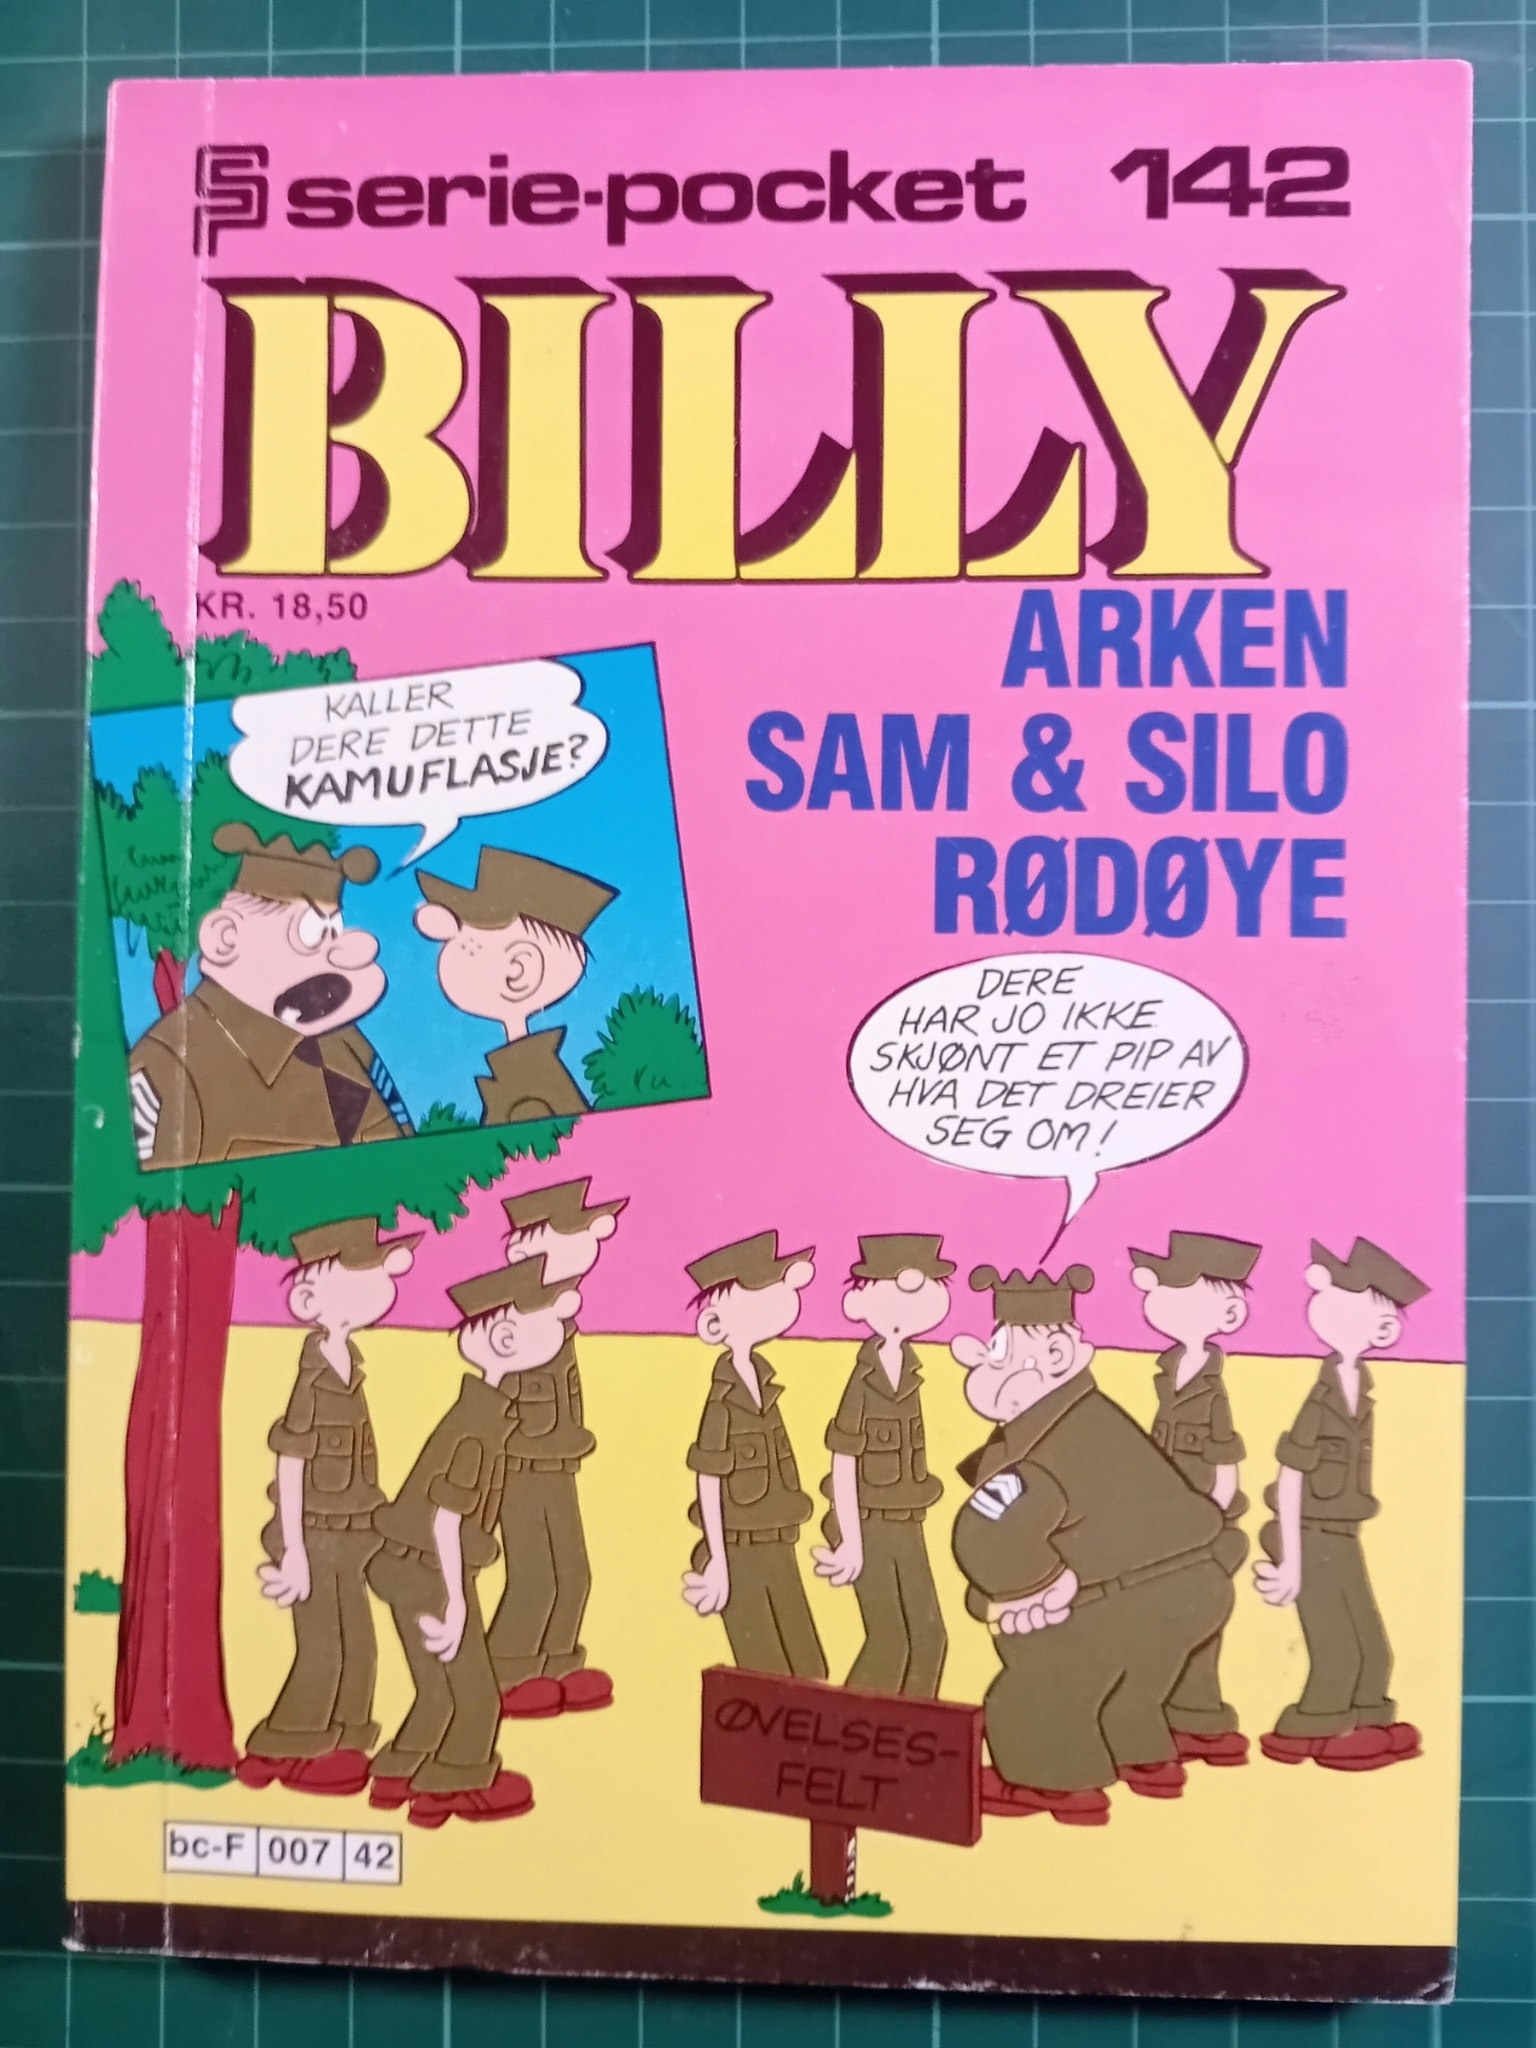 SP serie-pocket 142
BILLY
KR. 18,50
ARKEN
SAM & SILO
RØDØYE
KALLER
DERE DETTE
KAMUFLASJE?
DERE
HAR JO IKKE
SKJØNT ET PIP AV
HVA DET DREIER
SEG OM!
ØVELSES-
FELT
bc-F 007 42